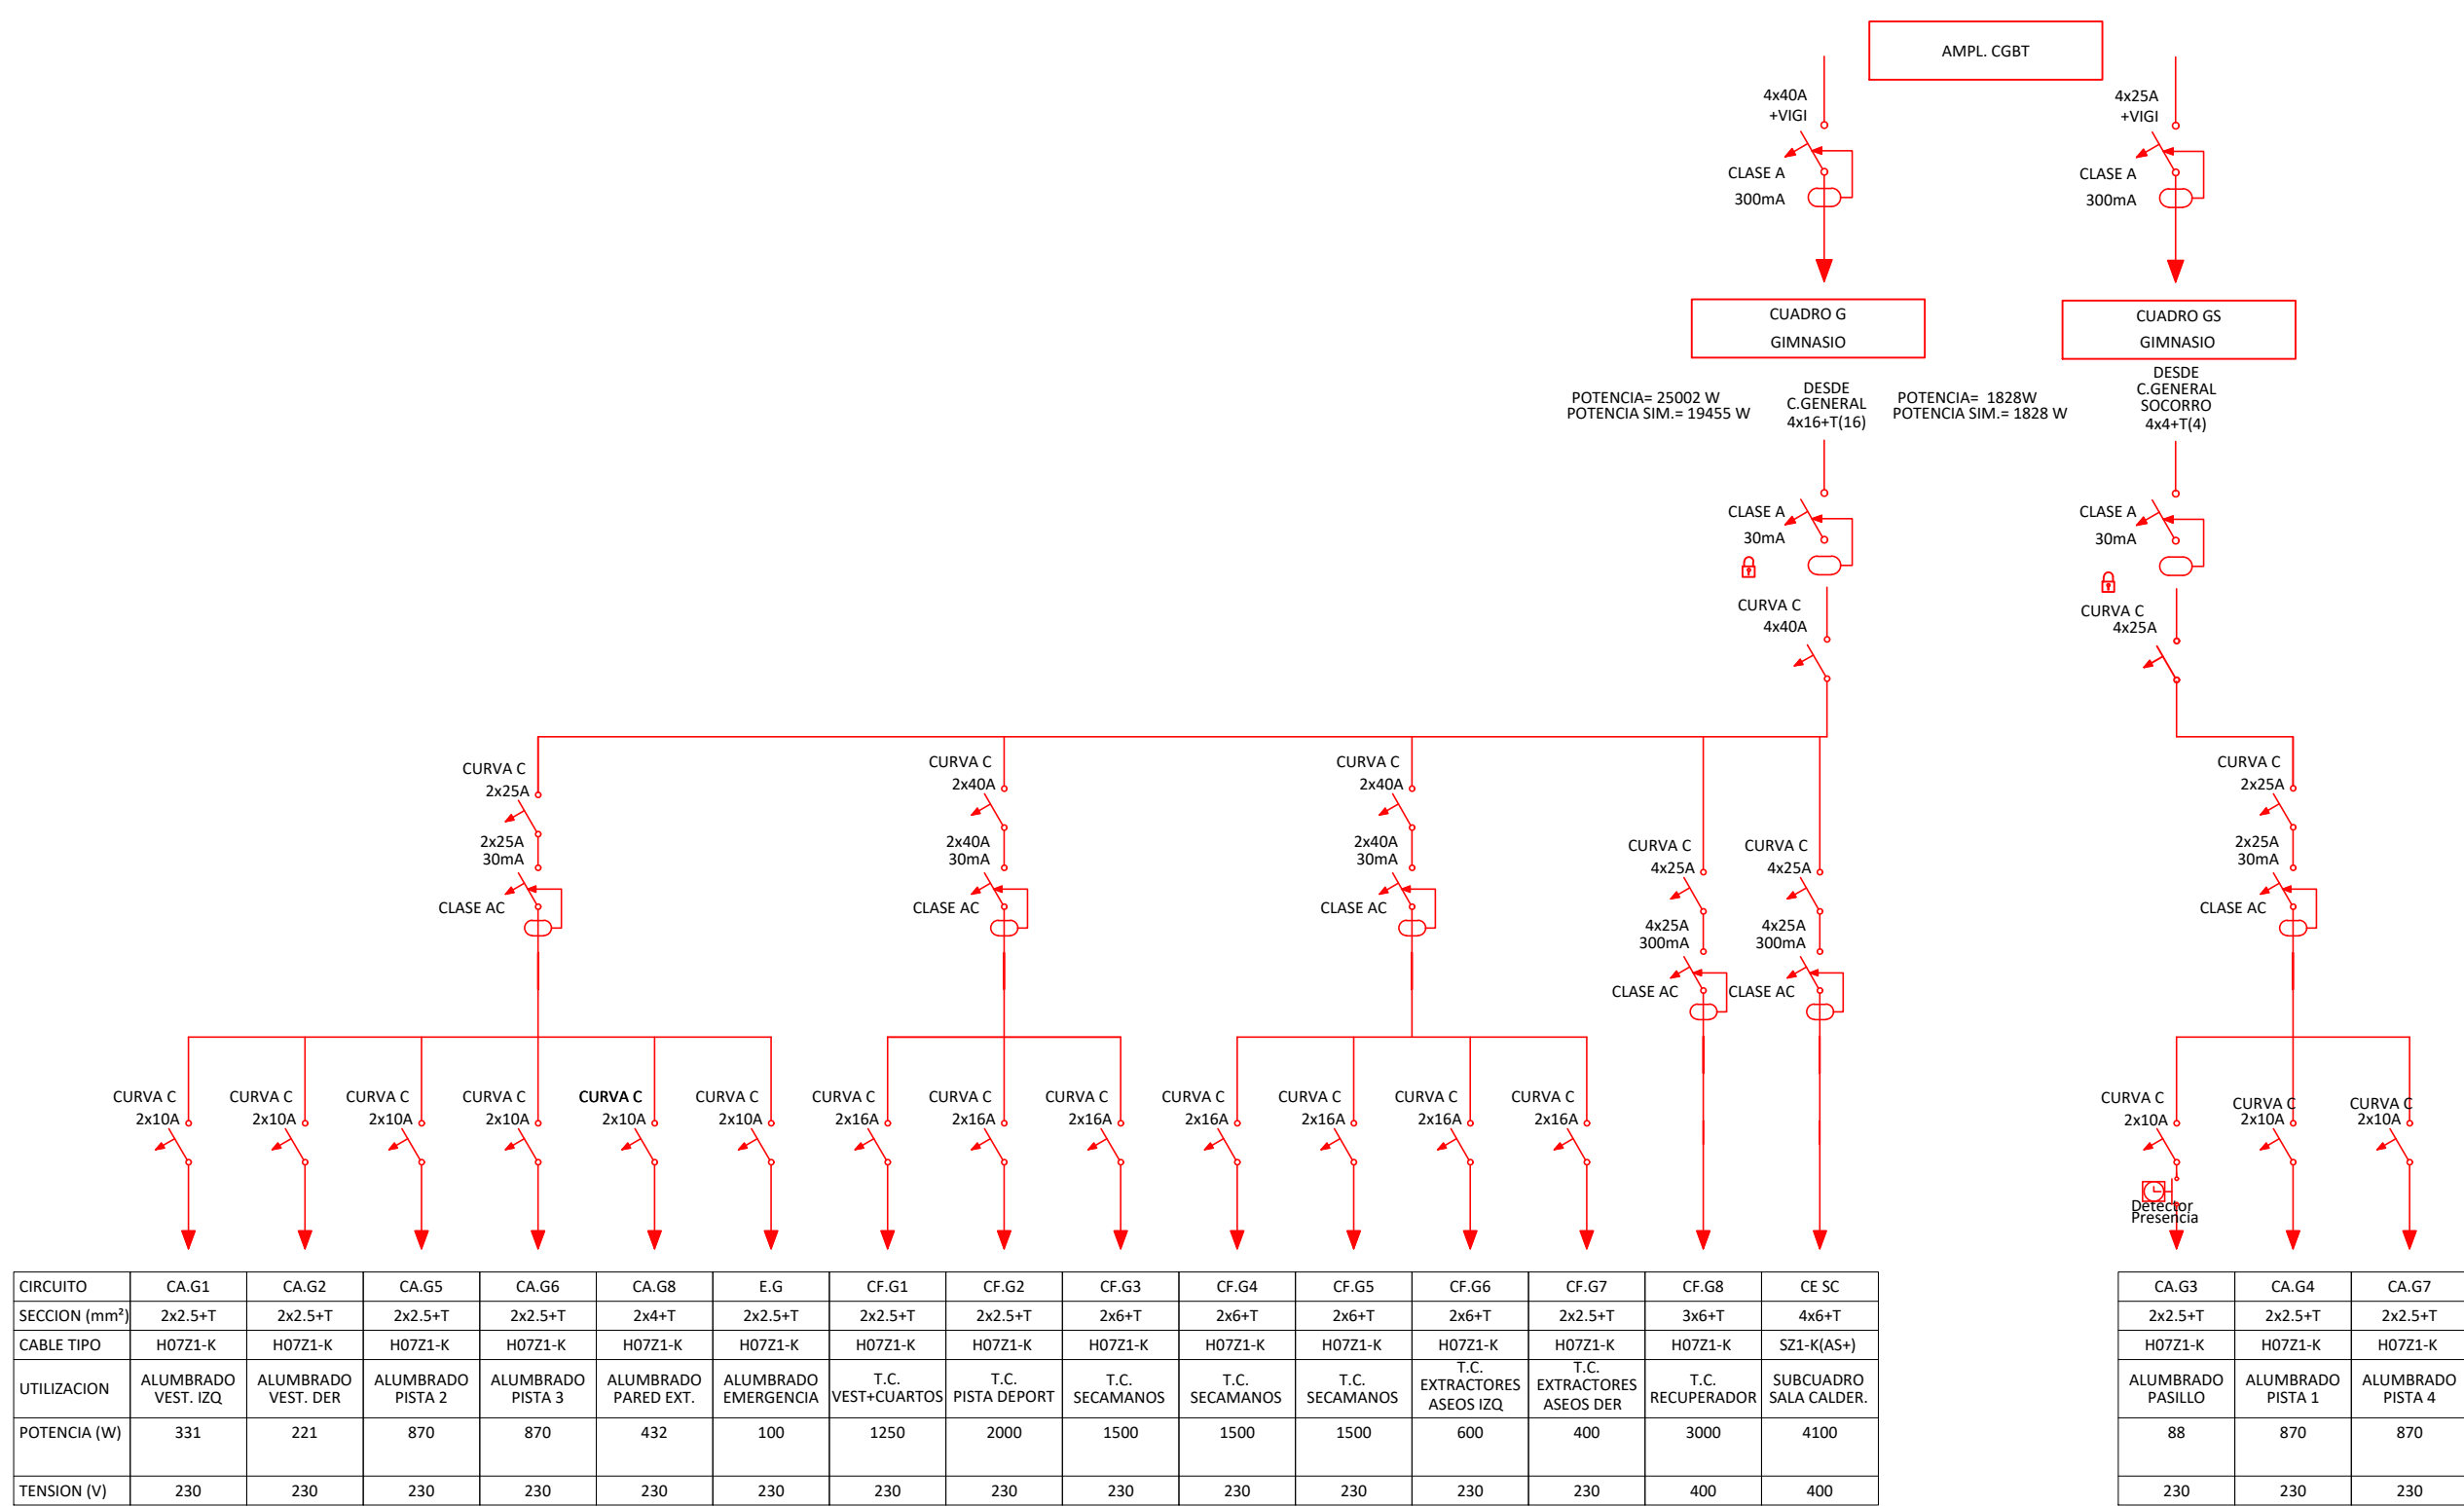 AMPL. CGBT
4x40A
+VIGI
CLASE A
300mA
4x25A
+VIGI
CLASE A
300mA
CUADRO G
GIMNASIO
CUADRO GS
GIMNASIO
POTENCIA= 25002 W
POTENCIA SIM.= 19455 W
DESDE
C.GENERAL
4x16+T(16)
POTENCIA= 1828W
POTENCIA SIM.= 1828 W
DESDE
C.GENERAL
SOCORRO
4x4+T(4)
CLASE A
30mA
CURVA C
4x40A
CLASE A
30mA
CURVA C
4x25A
CURVA C
2x25A
2x25A
30mA
CLASE AC
CURVA C
2x40A
2x40A
30mA
CLASE AC
CURVA C
2x40A
2x40A
30mA
CLASE AC
CURVA C
4x25A
4x25A
300mA
CLASE AC
CURVA C
4x25A
4x25A
300mA
CLASE AC
CURVA C
2x25A
2x25A
30mA
CLASE AC
CURVA C
2x10A
CURVA C
2x10A
CURVA C
2x10A
CURVA C
2x10A
CURVA C
2x10A
CURVA C
2x10A
CURVA C
2x16A
CURVA C
2x16A
CURVA C
2x16A
CURVA C
2x16A
CURVA C
2x16A
CURVA C
2x16A
CURVA C
2x16A
CURVA C
2x10A
CURVA C
2x10A
CURVA C
2x10A
Detector
Presencia
CIRCUITO CA.G1 CA.G2 CA.G5 CA.G6 CA.G8 E.G CF.G1 CF.G2 CF.G3 CF.G4 CF.G5 CF.G6 CF.G7 CF.G8 CE SC
SECCION (mm²) 2x2.5+T 2x2.5+T 2x2.5+T 2x2.5+T 2x4+T 2x2.5+T 2x2.5+T 2x2.5+T 2x6+T 2x6+T 2x6+T 2x6+T 2x2.5+T 3x6+T 4x6+T
CABLE TIPO H07Z1-K H07Z1-K H07Z1-K H07Z1-K H07Z1-K H07Z1-K H07Z1-K H07Z1-K H07Z1-K H07Z1-K H07Z1-K H07Z1-K H07Z1-K H07Z1-K SZ1-K(AS+)
UTILIZACION
ALUMBRADO
VEST. IZQ
ALUMBRADO
VEST. DER
ALUMBRADO
PISTA 2
ALUMBRADO
PISTA 3
ALUMBRADO
PARED EXT.
ALUMBRADO
EMERGENCIA
T.C.
VEST+CUARTOS
T.C.
PISTA DEPORT
T.C.
SECAMANOS
T.C.
SECAMANOS
T.C.
SECAMANOS
T.C.
EXTRACTORES
ASEOS IZQ
T.C.
EXTRACTORES
ASEOS DER
T.C.
RECUPERADOR
SUBCUADRO
SALA CALDER.
POTENCIA (W) 331 221 870 870 432 100 1250 2000 1500 1500 1500 600 400 3000 4100
TENSION (V) 230 230 230 230 230 230 230 230 230 230 230 230 230 400 400
CA.G3 CA.G4 CA.G7
2x2.5+T 2x2.5+T 2x2.5+T
H07Z1-K H07Z1-K H07Z1-K
ALUMBRADO
PASILLO
ALUMBRADO
PISTA 1
ALUMBRADO
PISTA 4
88 870 870
230 230 230